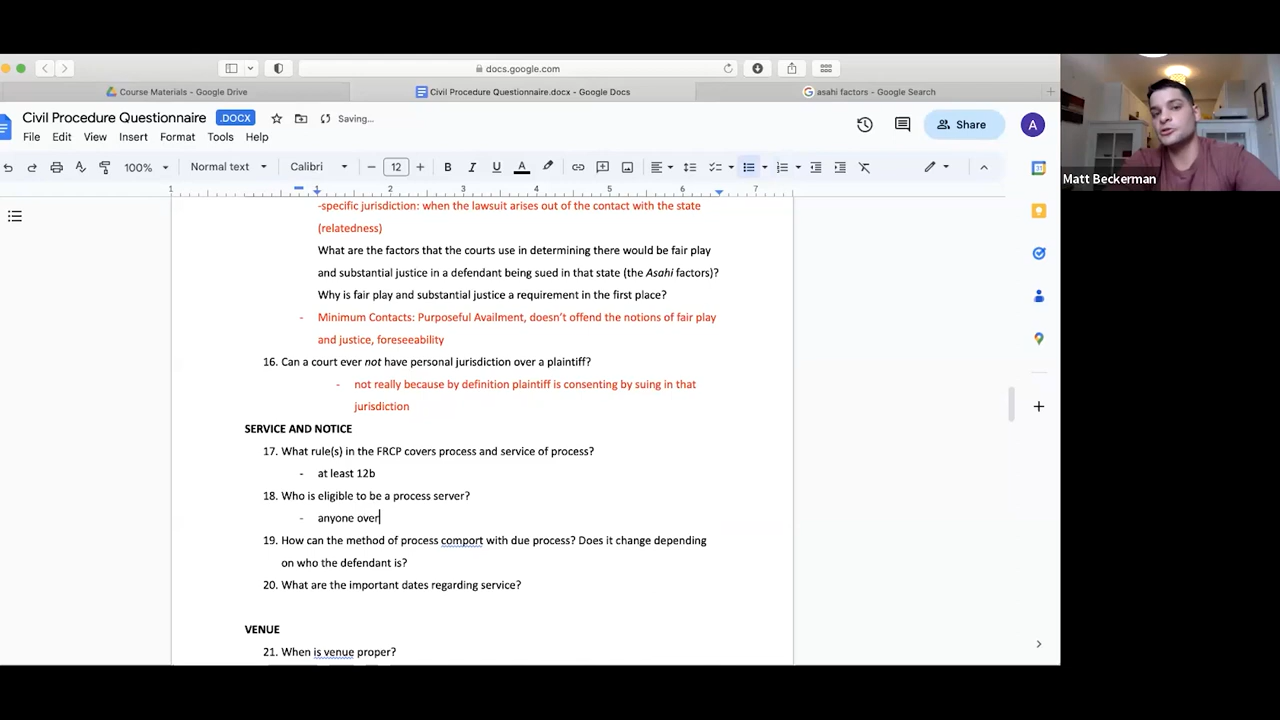 docs.google.com
Course Materials - Google Drive
Civil Procedure Questionnaire.docx - Google Docs
asahi factors - Google Search
Civil Procedure Questionnaire
.DOCX
Saving...
File Edit View Insert Format Tools Help
Share
A
100%
Normal text
Calibri
12
B I U A
1 1 2 3 4 5 6 7
-specific jurisdiction: when the lawsuit arises out of the contact with the state
(relatedness)
What are the factors that the courts use in determining there would be fair play
and substantial justice in a defendant being sued in that state (the Asahi factors)?
Why is fair play and substantial justice a requirement in the first place?
- Minimum Contacts: Purposeful Availment, doesn't offend the notions of fair play
and justice, foreseeability
16. Can a court ever not have personal jurisdiction over a plaintiff?
- not really because by definition plaintiff is consenting by suing in that
jurisdiction
SERVICE AND NOTICE
17. What rule(s) in the FRCP covers process and service of process?
- at least 12b
18. Who is eligible to be a process server?
- anyone over
19. How can the method of process comport with due process? Does it change depending
on who the defendant is?
20. What are the important dates regarding service?
VENUE
21. When is venue proper?
Matt Beckerman